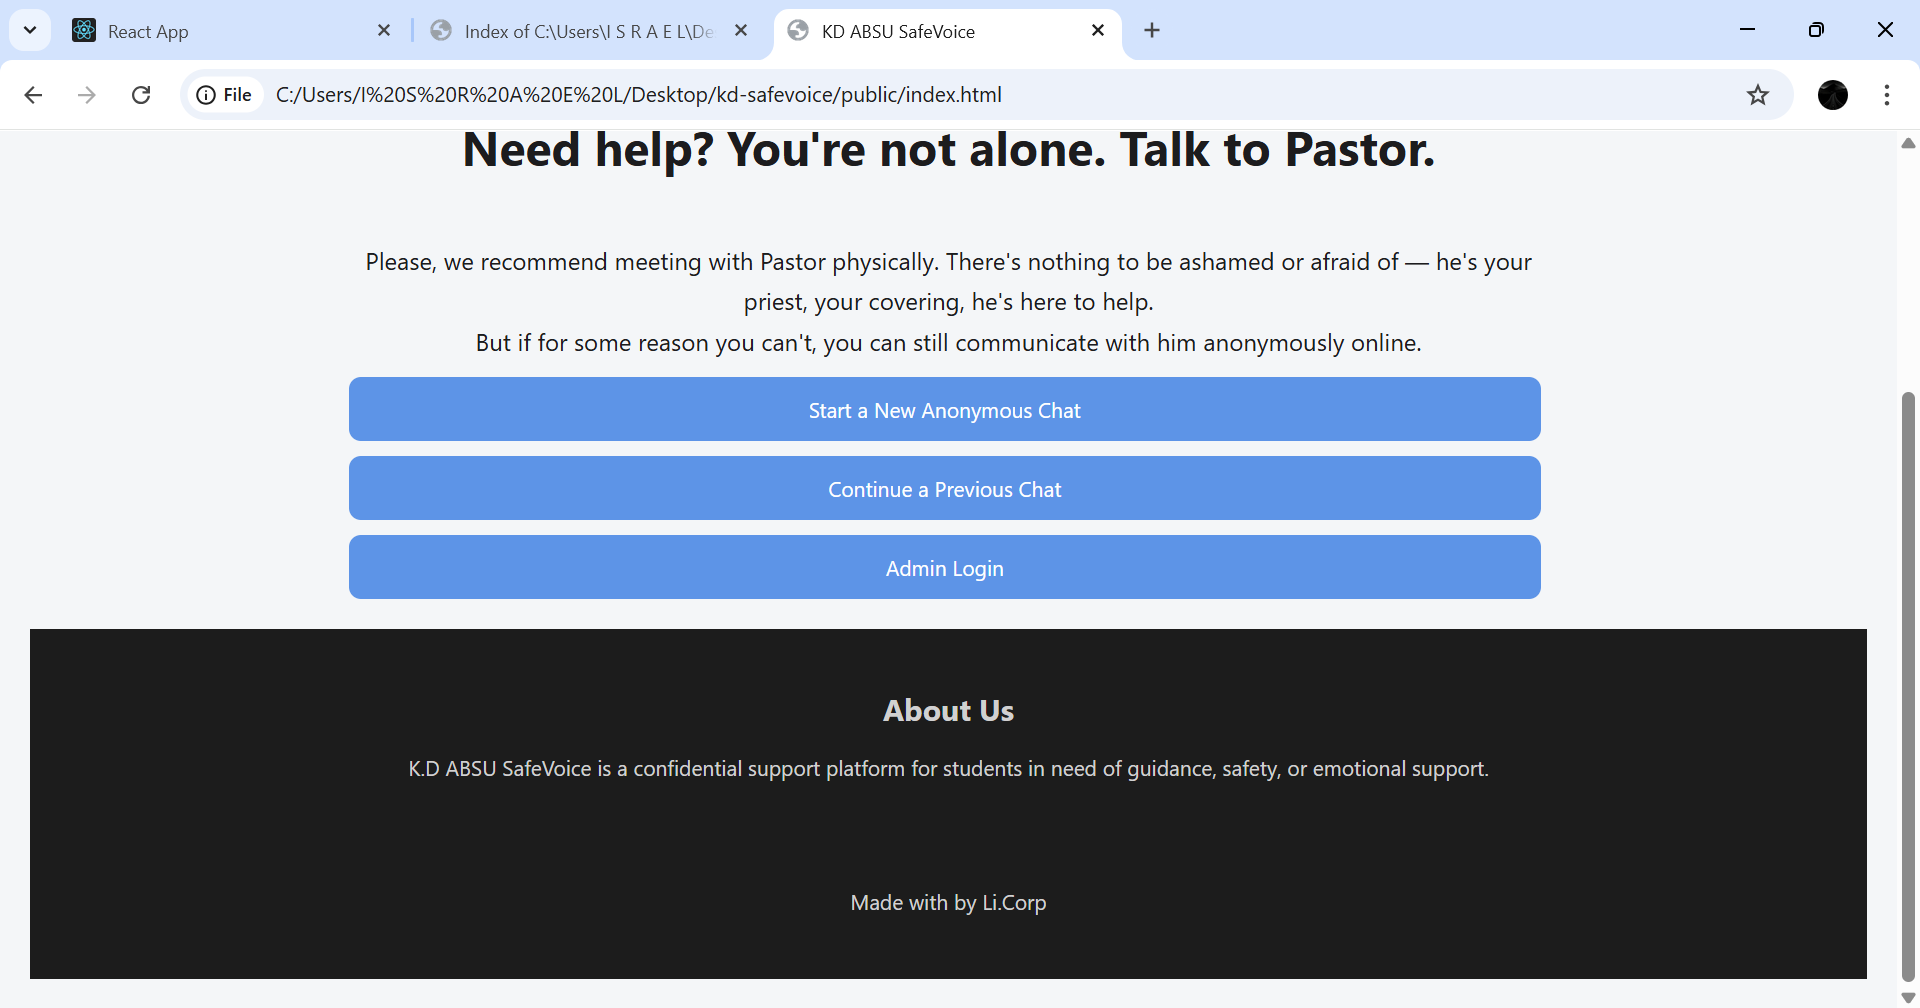 React App
Index of C:\Users\I S R A E L\De
KD ABSU SafeVoice
File
C:/Users/I%20S%20R%20A%20E%20L/Desktop/kd-safevoice/public/index.html
Need help? You're not alone. Talk to Pastor.
Please, we recommend meeting with Pastor physically. There's nothing to be ashamed or afraid of — he's your
priest, your covering, he's here to help.
But if for some reason you can't, you can still communicate with him anonymously online.
Start a New Anonymous Chat
Continue a Previous Chat
Admin Login
About Us
K.D ABSU SafeVoice is a confidential support platform for students in need of guidance, safety, or emotional support.
Made with by Li.Corp